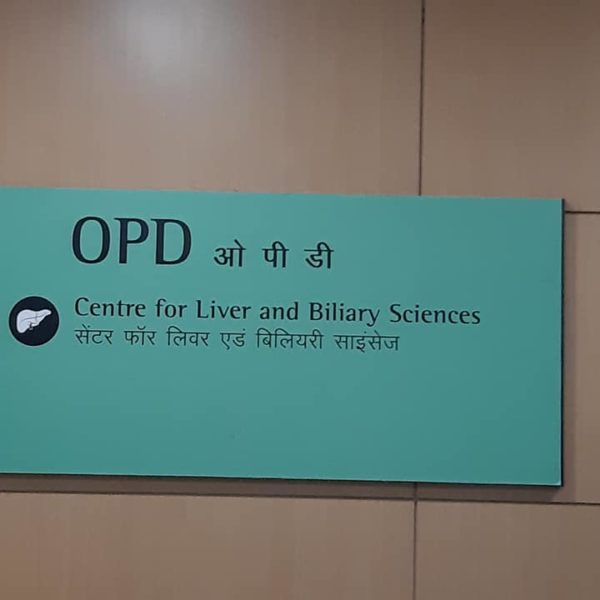 OPD ओ पी डी
Centre for Liver and Biliary Sciences
सेंटर फॉर लिवर एडं बिलियरी साइंसेज